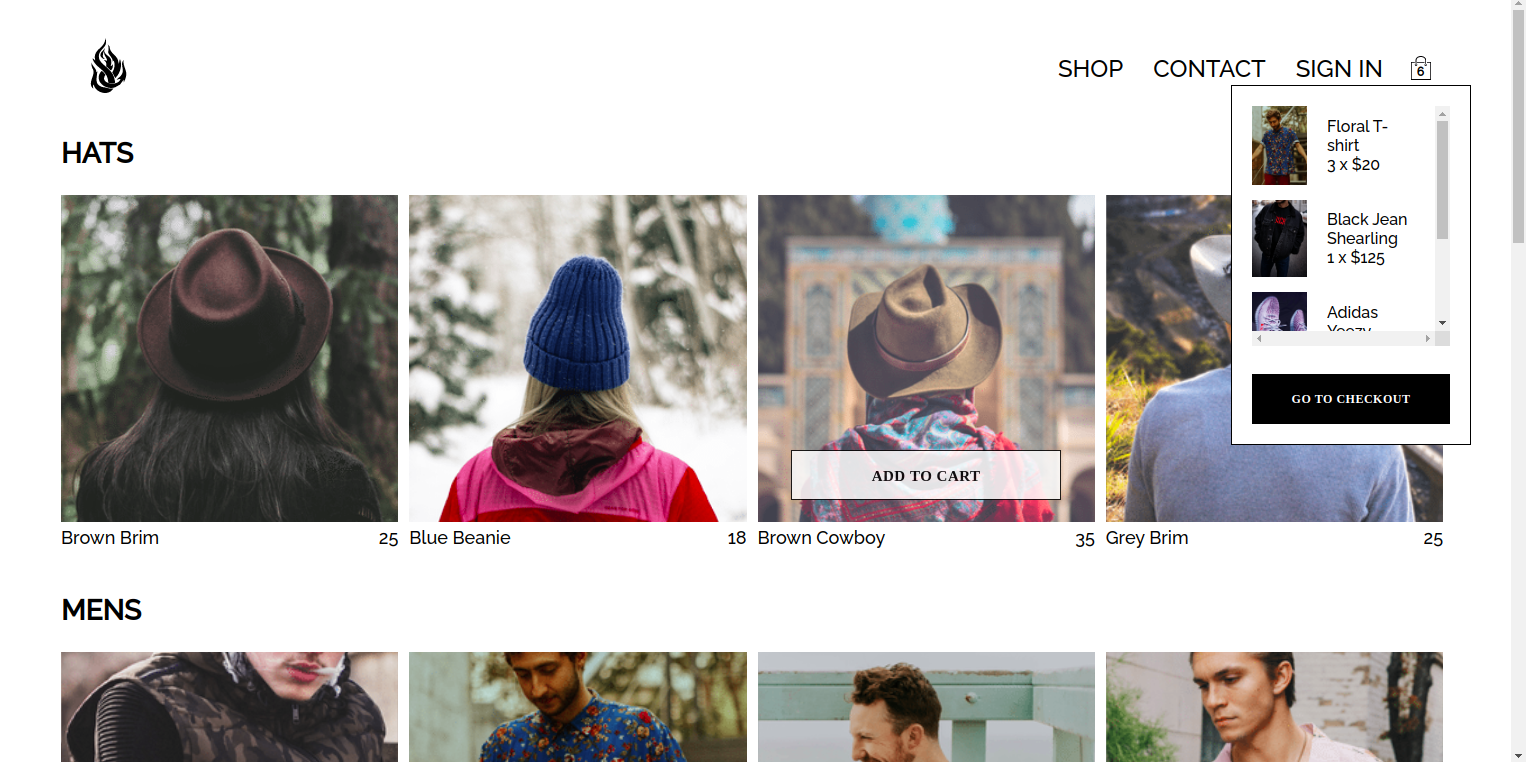 SHOP CONTACT SIGN IN 6
HATS
Floral T-
shirt
3 x $20
Black Jean
Shearling
1 x $125
Adidas
Yeezy
GO TO CHECKOUT
ADD TO CART
Brown Brim 25 Blue Beanie 18 Brown Cowboy 35 Grey Brim 25
MENS